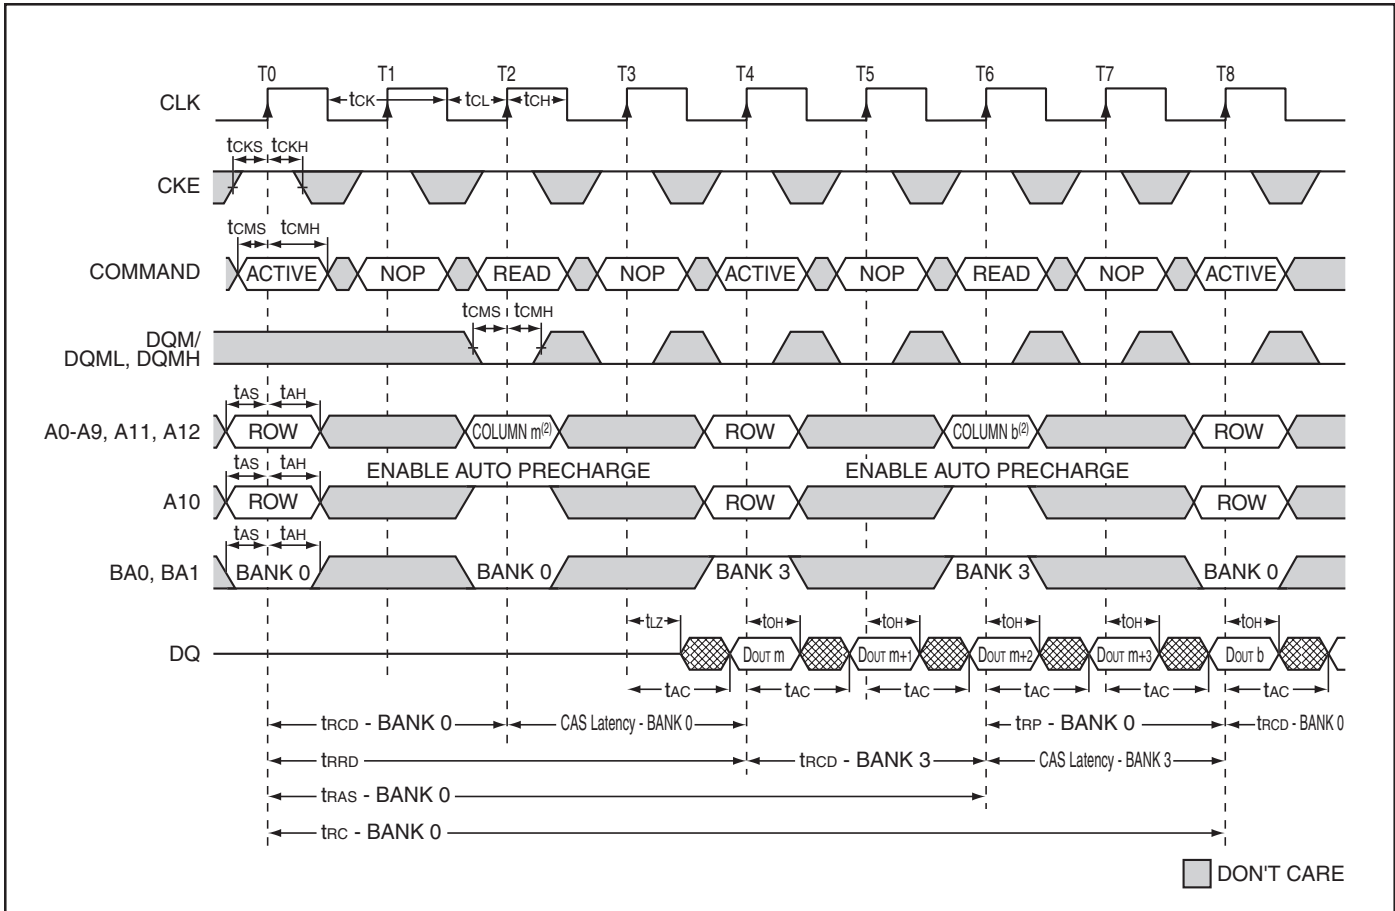 T0 T1 T2 T3 T4 T5 T6 T7 T8
CLK tCK tCL tCH
tCKS tCKH
CKE
tCMS tCMH
COMMAND ACTIVE NOP READ NOP ACTIVE NOP READ NOP ACTIVE
tCMS tCMH
DQM/
DQML, DQMH
tAS tAH
A0-A9, A11, A12 ROW COLUMN m(2) ROW COLUMN b(2) ROW
tAS tAH ENABLE AUTO PRECHARGE ENABLE AUTO PRECHARGE
A10 ROW ROW ROW
tAS tAH
BA0, BA1 BANK 0 BANK 0 BANK 3 BANK 3 BANK 0
tLZ tOH tOH tOH tOH tOH
DQ DOUT m DOUT m+1 DOUT m+2 DOUT m+3 DOUT b
tAC tAC tAC tAC tAC tAC
tRCD - BANK 0 CAS Latency - BANK 0 tRP - BANK 0 tRCD - BANK 0
tRRD tRCD - BANK 3 CAS Latency - BANK 3
tRAS - BANK 0
tRC - BANK 0
DON'T CARE